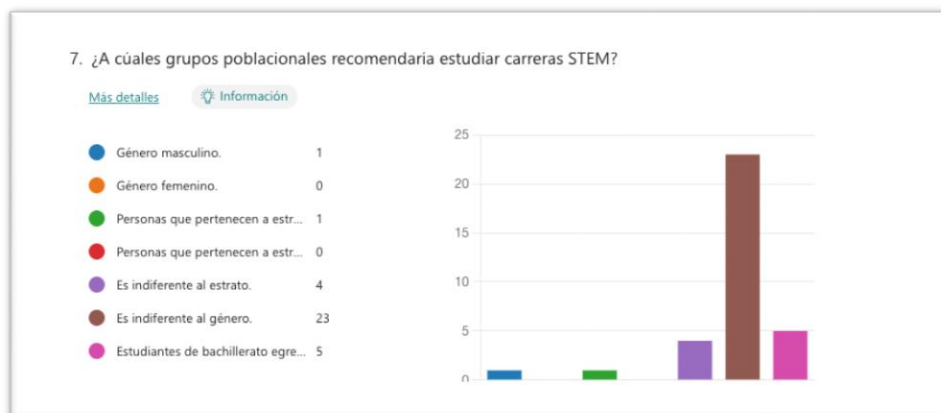 7. ¿A cúales grupos poblacionales recomendaria estudiar carreras STEM?
Más detalles
Información
Género masculino. 1
Género femenino. 0
Personas que pertenecen a estr... 1
Personas que pertenecen a estr... 0
Es indiferente al estrato. 4
Es indiferente al género. 23
Estudiantes de bachillerato egre... 5
25
20
15
10
5
0